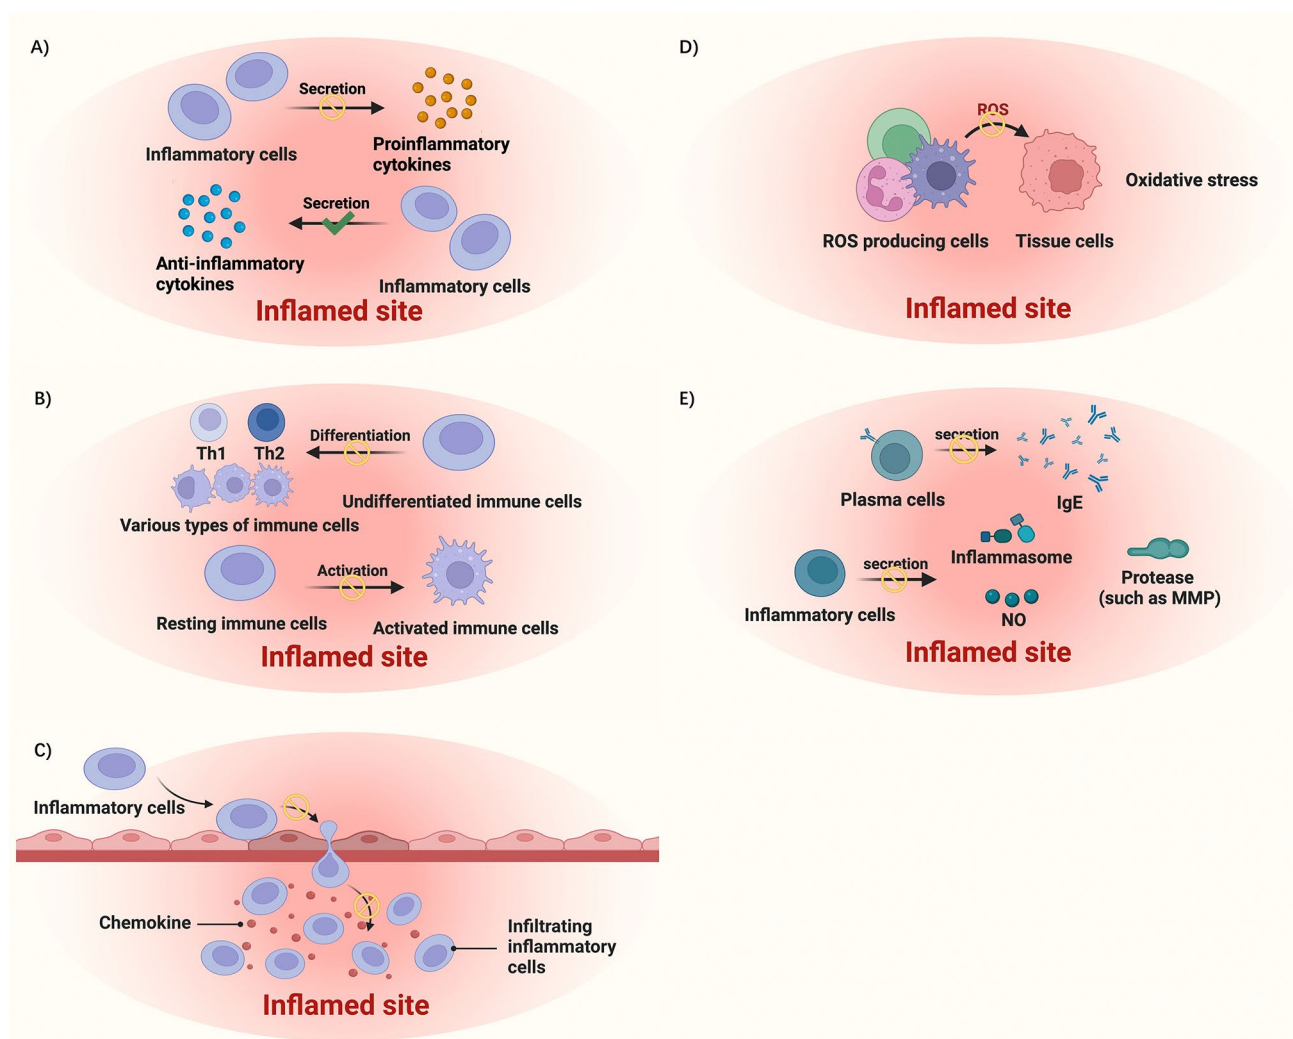 A)
Secretion
Inflammatory cells
Proinflammatory
cytokines
Secretion
Anti-inflammatory
cytokines
Inflammatory cells
Inflamed site
B)
Th1
Th2
Differentiation
Undifferentiated immune cells
Various types of immune cells
Activation
Resting immune cells
Activated immune cells
Inflamed site
C)
Inflammatory cells
Chemokine
Infiltrating
inflammatory
cells
Inflamed site
D)
ROS
Oxidative stress
ROS producing cells
Tissue cells
Inflamed site
E)
secretion
Plasma cells
IgE
Inflammasome
secretion
Protease
(such as MMP)
Inflammatory cells
NO
Inflamed site